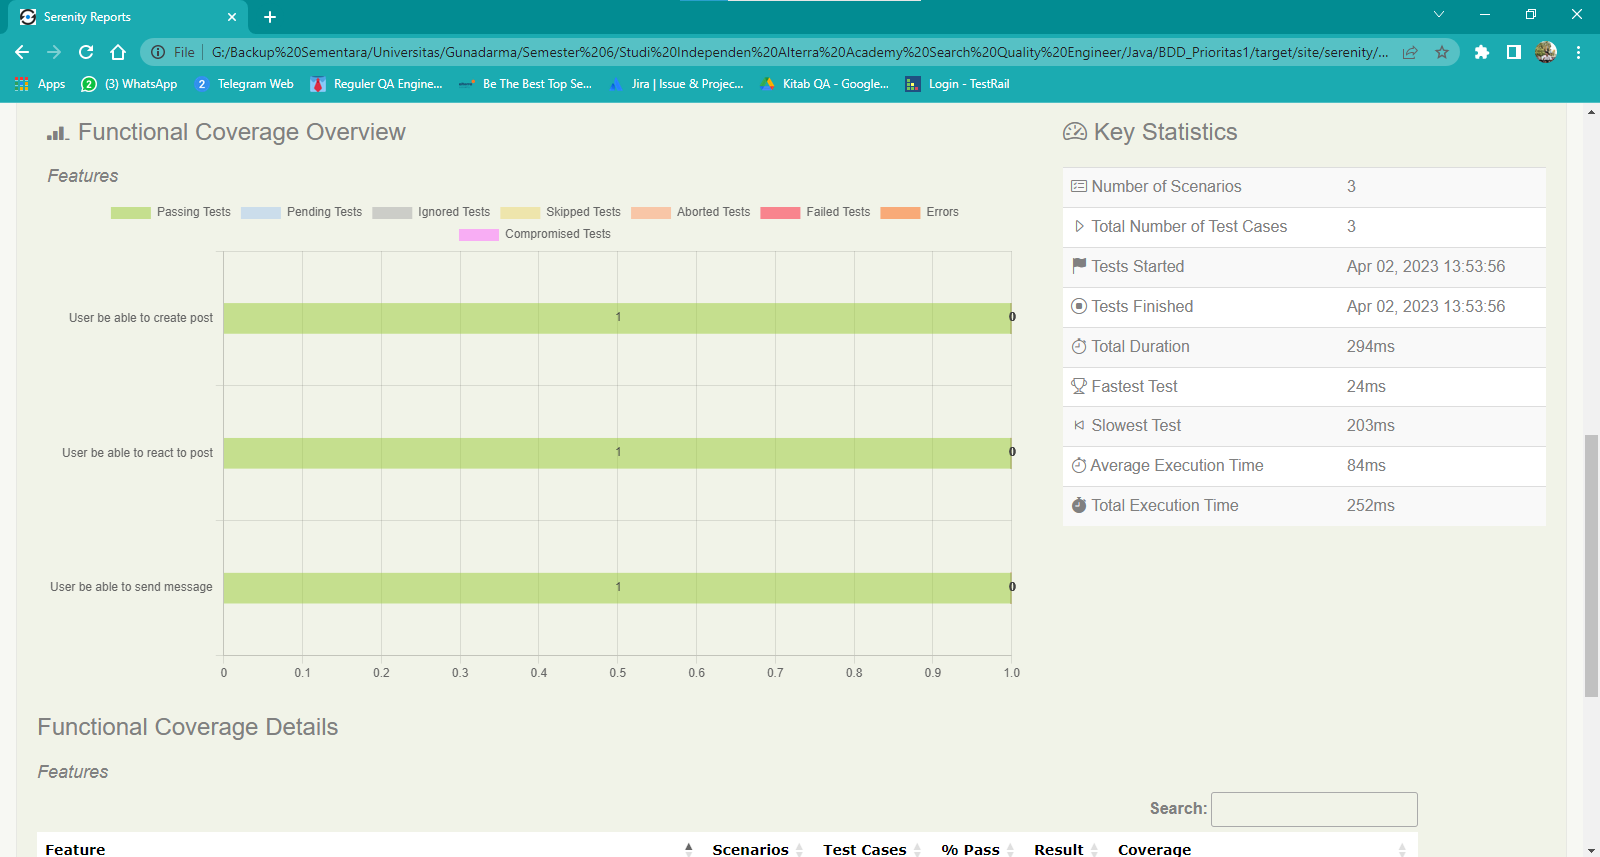 Serenity Reports
File | G:/Backup%20Sementara/Universitas/Gunadarma/Semester%206/Studi%20Independen%20Alterra%20Academy%20Search%20Quality%20Engineer/Java/BDD_Prioritas1/target/site/serenity/...
Apps (3) WhatsApp 2 Telegram Web Reguler QA Engine... Be The Best Top Se... Jira | Issue & Projec... Kitab QA - Google... Login - TestRail
Functional Coverage Overview
Features
Passing Tests Pending Tests Ignored Tests Skipped Tests Aborted Tests Failed Tests Errors
Compromised Tests
User be able to create post 1 0
User be able to react to post 1 0
User be able to send message 1 0
0 0.1 0.2 0.3 0.4 0.5 0.6 0.7 0.8 0.9 1.0
Key Statistics
Number of Scenarios 3
Total Number of Test Cases 3
Tests Started Apr 02, 2023 13:53:56
Tests Finished Apr 02, 2023 13:53:56
Total Duration 294ms
Fastest Test 24ms
Slowest Test 203ms
Average Execution Time 84ms
Total Execution Time 252ms
Functional Coverage Details
Features
Search:
Feature Scenarios Test Cases % Pass Result Coverage